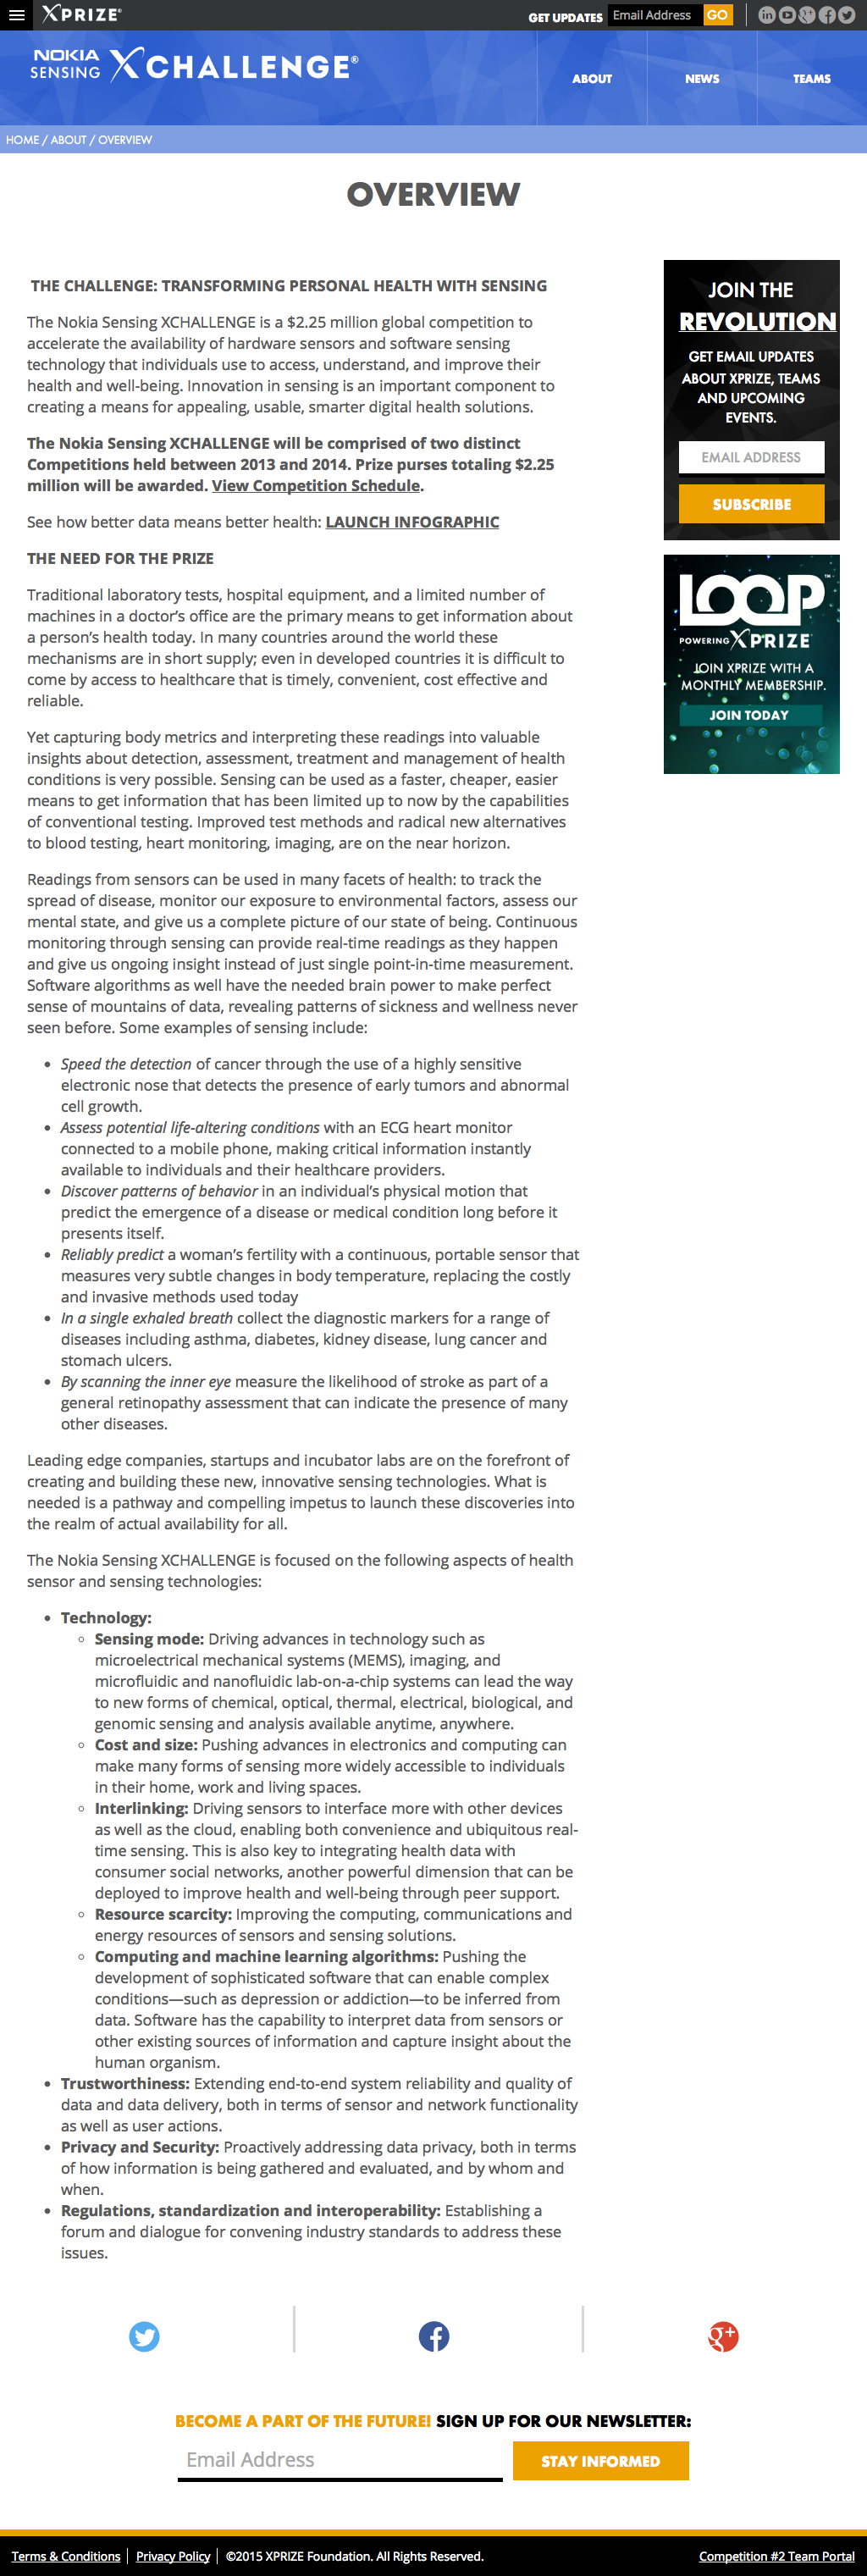 XPRIZE®
GET UPDATES Email Address GO
NOKIA
SENSING XCHALLENGE®
ABOUT NEWS TEAMS
HOME / ABOUT / OVERVIEW
OVERVIEW
THE CHALLENGE: TRANSFORMING PERSONAL HEALTH WITH SENSING
The Nokia Sensing XCHALLENGE is a $2.25 million global competition to
accelerate the availability of hardware sensors and software sensing
technology that individuals use to access, understand, and improve their
health and well-being. Innovation in sensing is an important component to
creating a means for appealing, usable, smarter digital health solutions.
The Nokia Sensing XCHALLENGE will be comprised of two distinct
Competitions held between 2013 and 2014. Prize purses totaling $2.25
million will be awarded. View Competition Schedule.
See how better data means better health: LAUNCH INFOGRAPHIC
THE NEED FOR THE PRIZE
Traditional laboratory tests, hospital equipment, and a limited number of
machines in a doctor’s office are the primary means to get information about
a person’s health today. In many countries around the world these
mechanisms are in short supply; even in developed countries it is difficult to
come by access to healthcare that is timely, convenient, cost effective and
reliable.
Yet capturing body metrics and interpreting these readings into valuable
insights about detection, assessment, treatment and management of health
conditions is very possible. Sensing can be used as a faster, cheaper, easier
means to get information that has been limited up to now by the capabilities
of conventional testing. Improved test methods and radical new alternatives
to blood testing, heart monitoring, imaging, are on the near horizon.
Readings from sensors can be used in many facets of health: to track the
spread of disease, monitor our exposure to environmental factors, assess our
mental state, and give us a complete picture of our state of being. Continuous
monitoring through sensing can provide real-time readings as they happen
and give us ongoing insight instead of just single point-in-time measurement.
Software algorithms as well have the needed brain power to make perfect
sense of mountains of data, revealing patterns of sickness and wellness never
seen before. Some examples of sensing include:
• Speed the detection of cancer through the use of a highly sensitive
electronic nose that detects the presence of early tumors and abnormal
cell growth.
• Assess potential life-altering conditions with an ECG heart monitor
connected to a mobile phone, making critical information instantly
available to individuals and their healthcare providers.
• Discover patterns of behavior in an individual’s physical motion that
predict the emergence of a disease or medical condition long before it
presents itself.
• Reliably predict a woman’s fertility with a continuous, portable sensor that
measures very subtle changes in body temperature, replacing the costly
and invasive methods used today
• In a single exhaled breath collect the diagnostic markers for a range of
diseases including asthma, diabetes, kidney disease, lung cancer and
stomach ulcers.
• By scanning the inner eye measure the likelihood of stroke as part of a
general retinopathy assessment that can indicate the presence of many
other diseases.
Leading edge companies, startups and incubator labs are on the forefront of
creating and building these new, innovative sensing technologies. What is
needed is a pathway and compelling impetus to launch these discoveries into
the realm of actual availability for all.
The Nokia Sensing XCHALLENGE is focused on the following aspects of health
sensor and sensing technologies:
• Technology:
◦ Sensing mode: Driving advances in technology such as
microelectrical mechanical systems (MEMS), imaging, and
microfluidic and nanofluidic lab-on-a-chip systems can lead the way
to new forms of chemical, optical, thermal, electrical, biological, and
genomic sensing and analysis available anytime, anywhere.
◦ Cost and size: Pushing advances in electronics and computing can
make many forms of sensing more widely accessible to individuals
in their home, work and living spaces.
◦ Interlinking: Driving sensors to interface more with other devices
as well as the cloud, enabling both convenience and ubiquitous real-
time sensing. This is also key to integrating health data with
consumer social networks, another powerful dimension that can be
deployed to improve health and well-being through peer support.
◦ Resource scarcity: Improving the computing, communications and
energy resources of sensors and sensing solutions.
◦ Computing and machine learning algorithms: Pushing the
development of sophisticated software that can enable complex
conditions—such as depression or addiction—to be inferred from
data. Software has the capability to interpret data from sensors or
other existing sources of information and capture insight about the
human organism.
• Trustworthiness: Extending end-to-end system reliability and quality of
data and data delivery, both in terms of sensor and network functionality
as well as user actions.
• Privacy and Security: Proactively addressing data privacy, both in terms
of how information is being gathered and evaluated, and by whom and
when.
• Regulations, standardization and interoperability: Establishing a
forum and dialogue for convening industry standards to address these
issues.
JOIN THE
REVOLUTION
GET EMAIL UPDATES
ABOUT XPRIZE, TEAMS
AND UPCOMING
EVENTS.
EMAIL ADDRESS
SUBSCRIBE
LOOP™
POWERING XPRIZE
JOIN XPRIZE WITH A
MONTHLY MEMBERSHIP.
JOIN TODAY
BECOME A PART OF THE FUTURE! SIGN UP FOR OUR NEWSLETTER:
Email Address STAY INFORMED
Terms & Conditions | Privacy Policy | ©2015 XPRIZE Foundation. All Rights Reserved. Competition #2 Team Portal